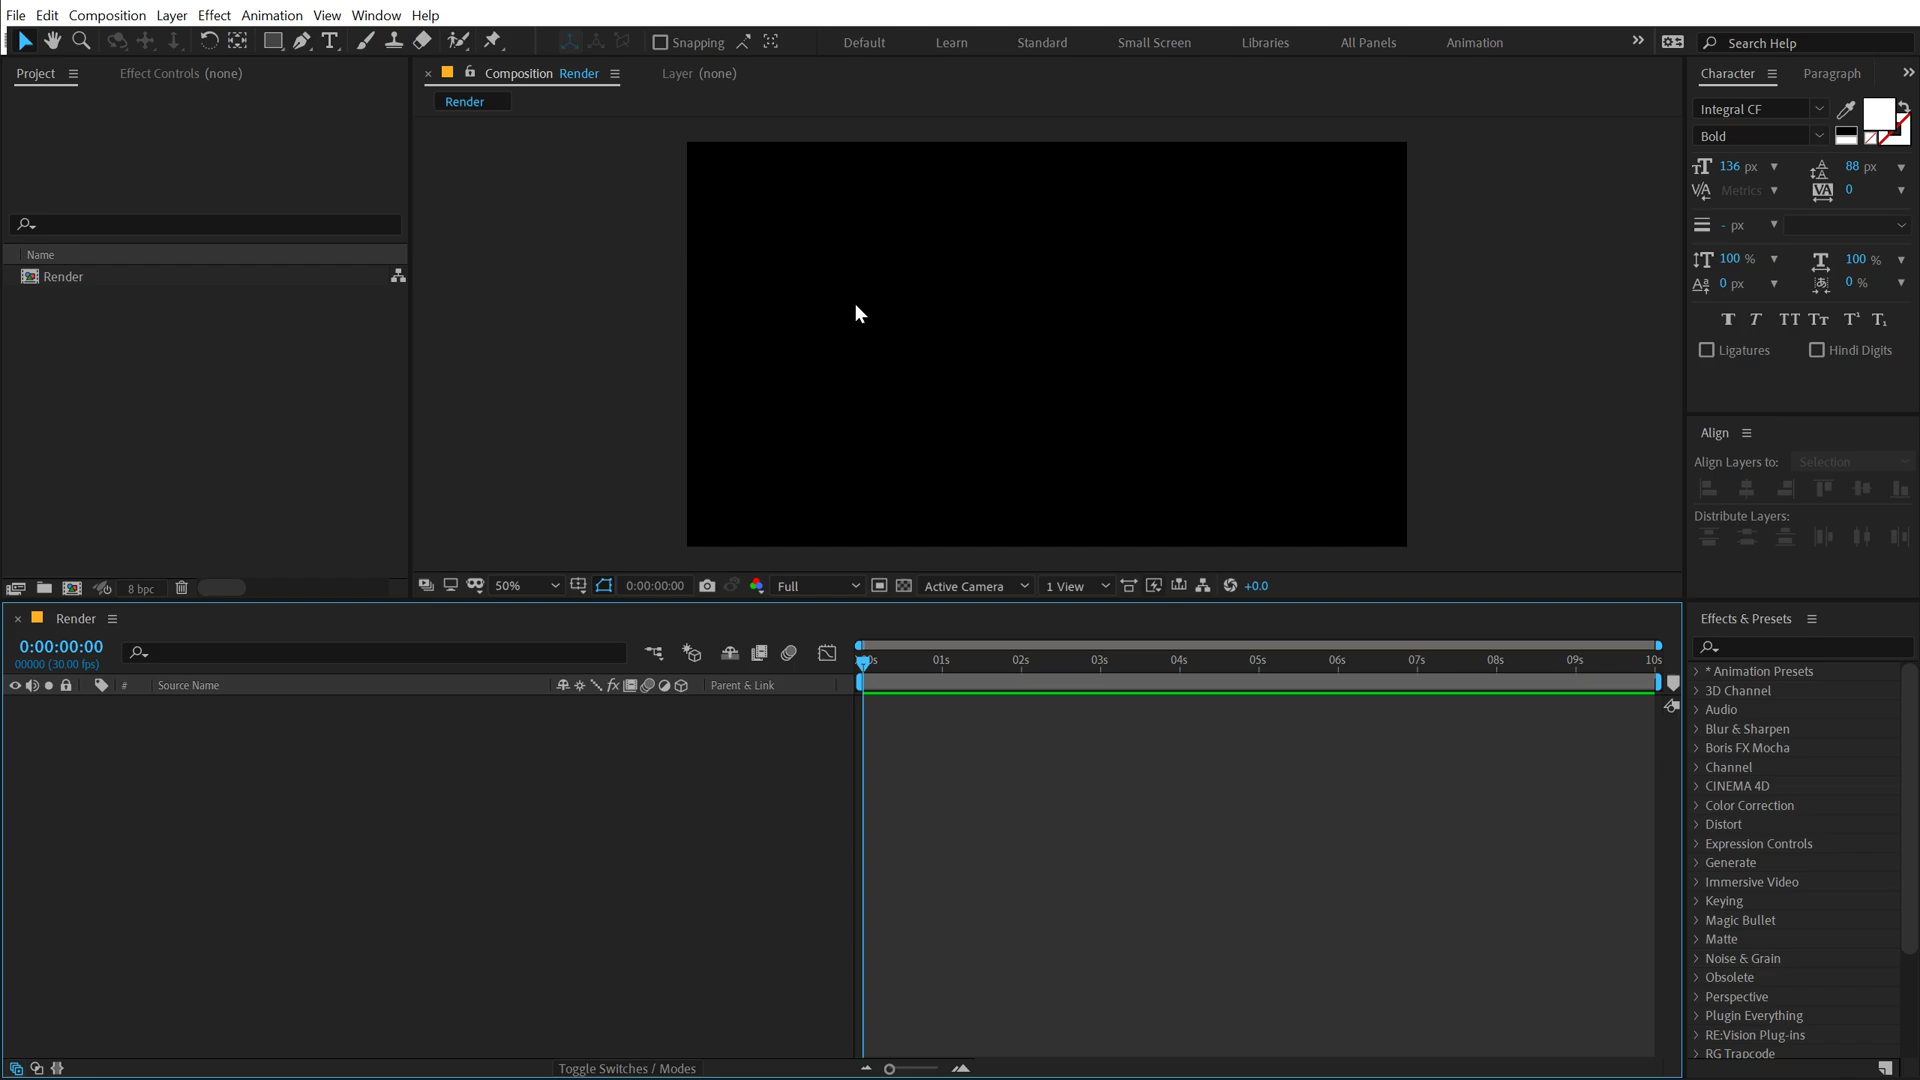 File Edit Composition Layer Effect Animation View Window Help
Snapping Default Learn Standard Small Screen Libraries All Panels Animation Search Help
Project Effect Controls (none)
Composition Render Layer (none)
Render
Name
Render
8 bpc
50% 0:00:00:00 Full Active Camera 1 View +0.0
Character Paragraph
Integral CF
Bold
136 px 88 px
Metrics 0
- px
100 % 100 %
0 px 0 %
Ligatures Hindi Digits
Align
Align Layers to: Selection
Distribute Layers:
Render
0:00:00:00
00000 (30.00 fps)
# Source Name Parent & Link
01s 02s 03s 04s 05s 06s 07s 08s 09s 10s
Toggle Switches / Modes
Effects & Presets
* Animation Presets
3D Channel
Audio
Blur & Sharpen
Boris FX Mocha
Channel
CINEMA 4D
Color Correction
Distort
Expression Controls
Generate
Immersive Video
Keying
Magic Bullet
Matte
Noise & Grain
Obsolete
Perspective
Plugin Everything
RE:Vision Plug-ins
RG Trapcode